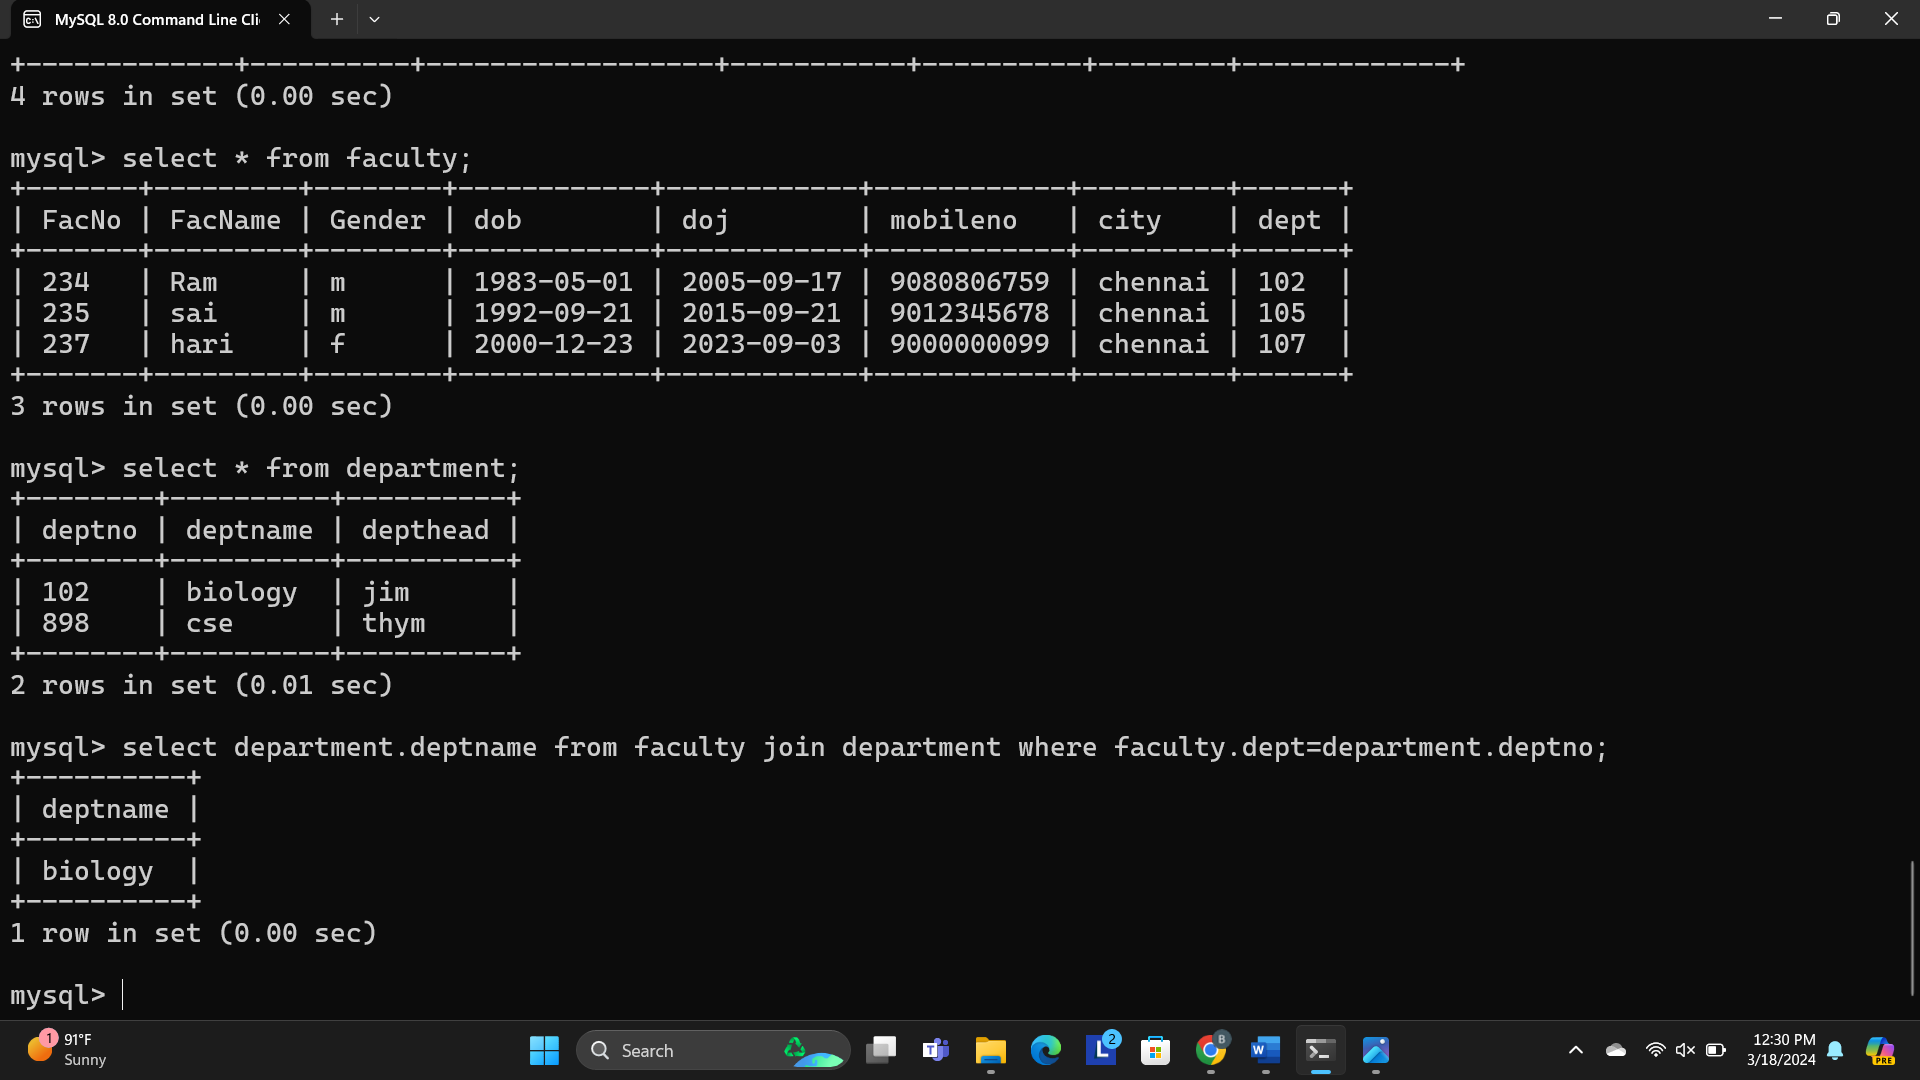 MySQL 8.0 Command Line Cli
+-------------+----------+------------------+-----------+----------+--------+-------------+
4 rows in set (0.00 sec)
mysql> select * from faculty;
+-------+---------+--------+------------+------------+------------+---------+------+
| FacNo | FacName | Gender | dob        | doj        | mobileno   | city    | dept |
+-------+---------+--------+------------+------------+------------+---------+------+
| 234   | Ram     | m      | 1983-05-01 | 2005-09-17 | 9080806759 | chennai | 102  |
| 235   | sai     | m      | 1992-09-21 | 2015-09-21 | 9012345678 | chennai | 105  |
| 237   | hari    | f      | 2000-12-23 | 2023-09-03 | 9000000099 | chennai | 107  |
+-------+---------+--------+------------+------------+------------+---------+------+
3 rows in set (0.00 sec)
mysql> select * from department;
+--------+----------+----------+
| deptno | deptname | depthead |
+--------+----------+----------+
| 102    | biology  | jim      |
| 898    | cse      | thym     |
+--------+----------+----------+
2 rows in set (0.01 sec)
mysql> select department.deptname from faculty join department where faculty.dept=department.deptno;
+----------+
| deptname |
+----------+
| biology  |
+----------+
1 row in set (0.00 sec)
mysql>
1
91°F
Sunny
Search
T
L
2
B
W
12:30 PM
3/18/2024
PRE